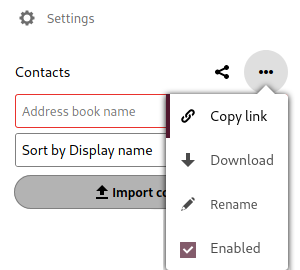 Settings
Contacts
Address book name
Copy link
Sort by Display name
Download
Import co
Rename
Enabled